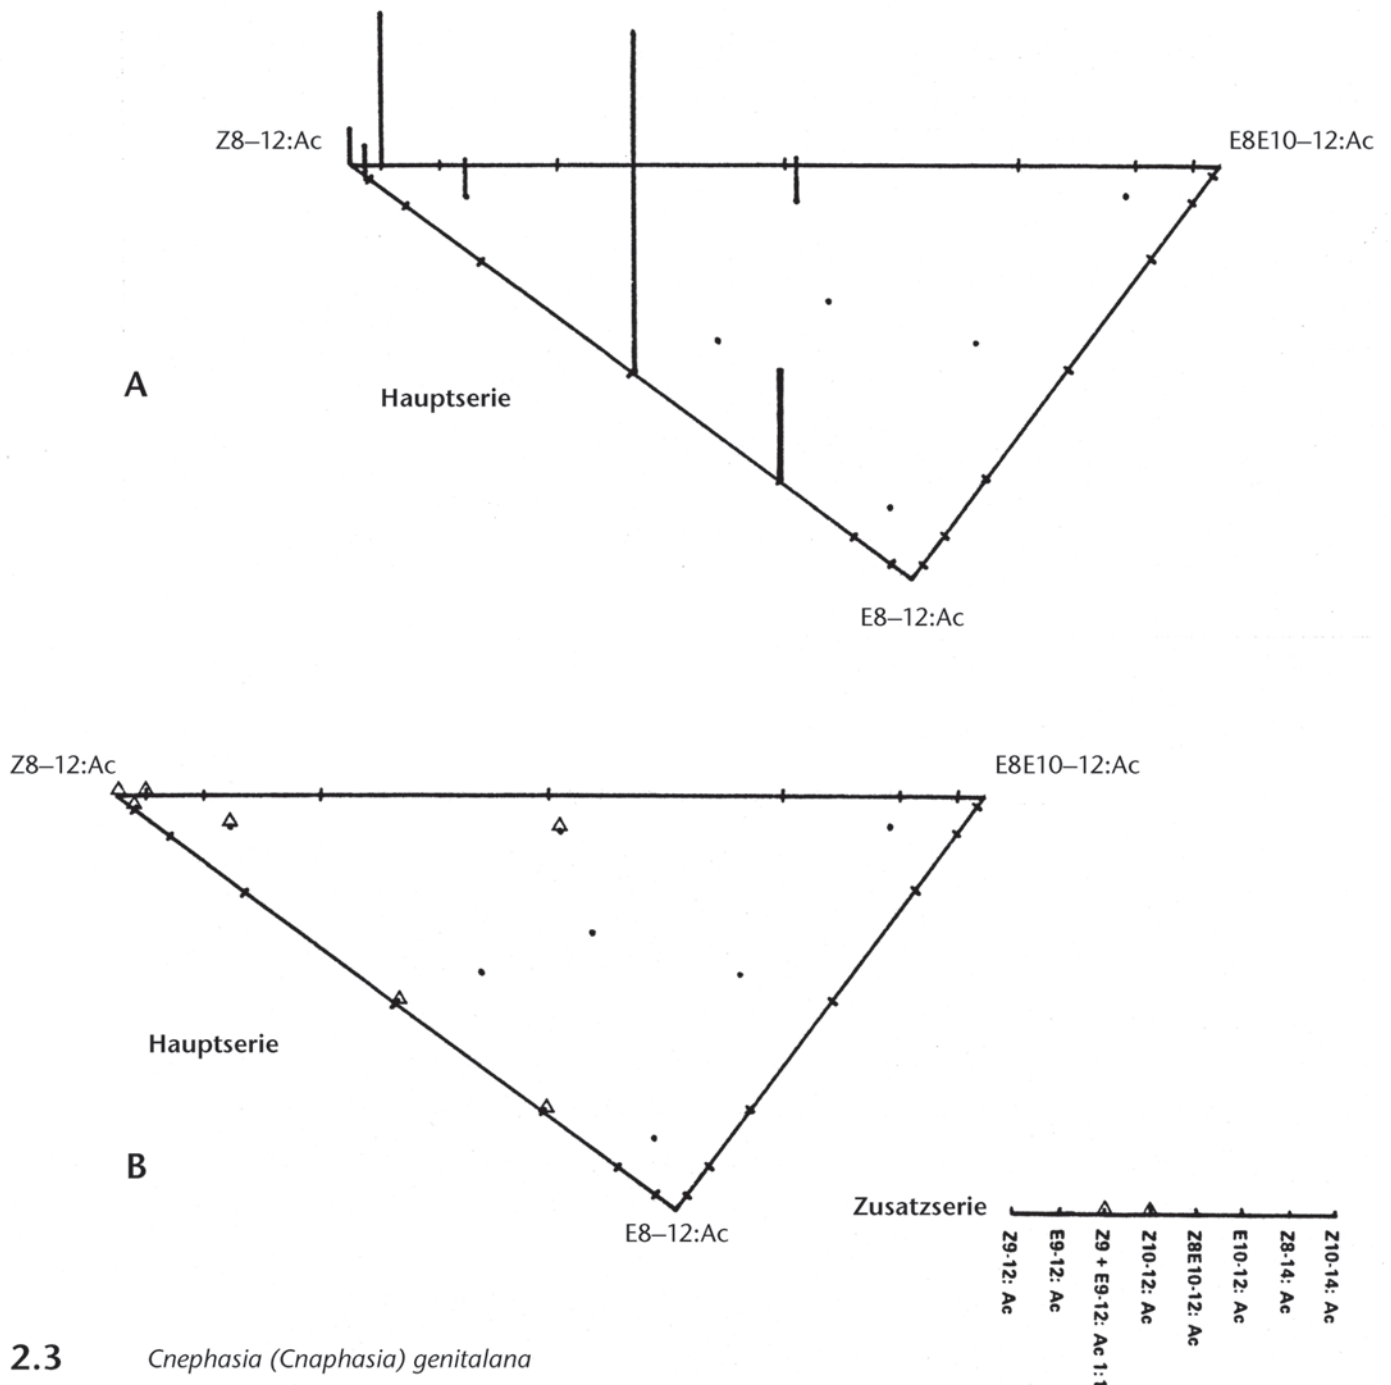 Z8–12:Ac
E8E10–12:Ac
A
Hauptserie
E8–12:Ac
Z8–12:Ac
E8E10–12:Ac
Hauptserie
B
E8–12:Ac
Zusatzserie
Z9-12: Ac
E9-12: Ac
Z9 + E9-12: Ac 1:1
Z10-12: Ac
Z8E10-12: Ac
E10-12: Ac
Z8-14: Ac
Z10-14: Ac
2.3 Cnephasia (Cnaphasia) genitalana